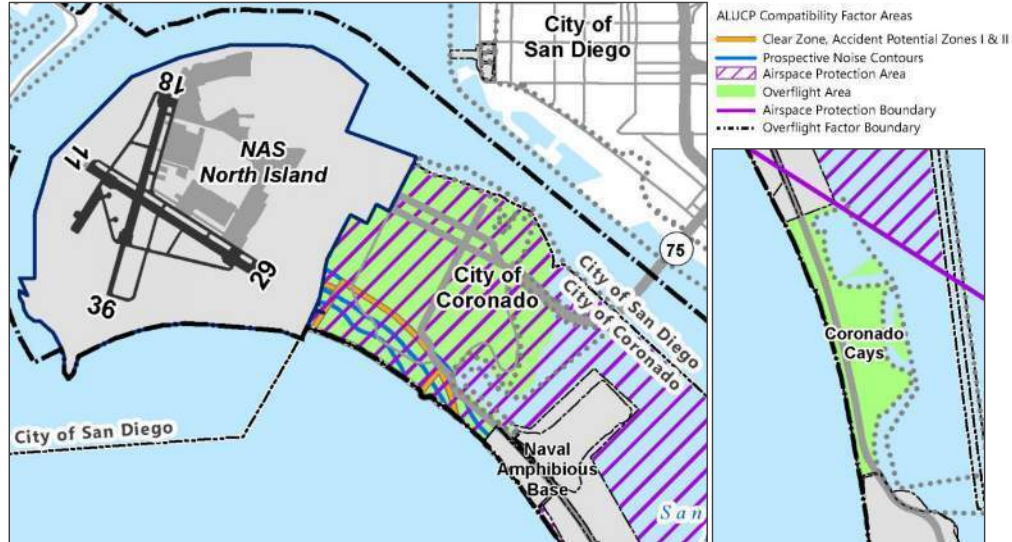 City of
San Diego
18
NAS
North Island
11
29
36
City of
Coronado
75
City of San Diego
City of Coronado
City of San Diego
Naval
Amphibious
Base
San
ALUCP Compatibility Factor Areas
Clear Zone, Accident Potential Zones I & II
Prospective Noise Contours
Airspace Protection Area
Overflight Area
Airspace Protection Boundary
Overflight Factor Boundary
Coronado
Cays